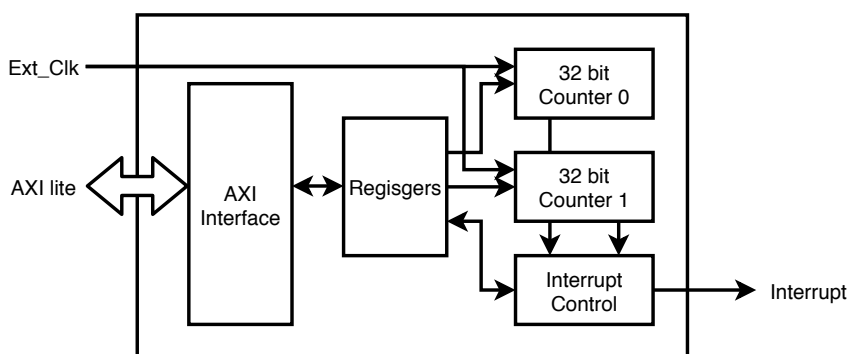 Ext_Clk
32 bit
Counter 0
AXI lite
AXI
Interface
Regisgers
32 bit
Counter 1
Interrupt
Control
Interrupt